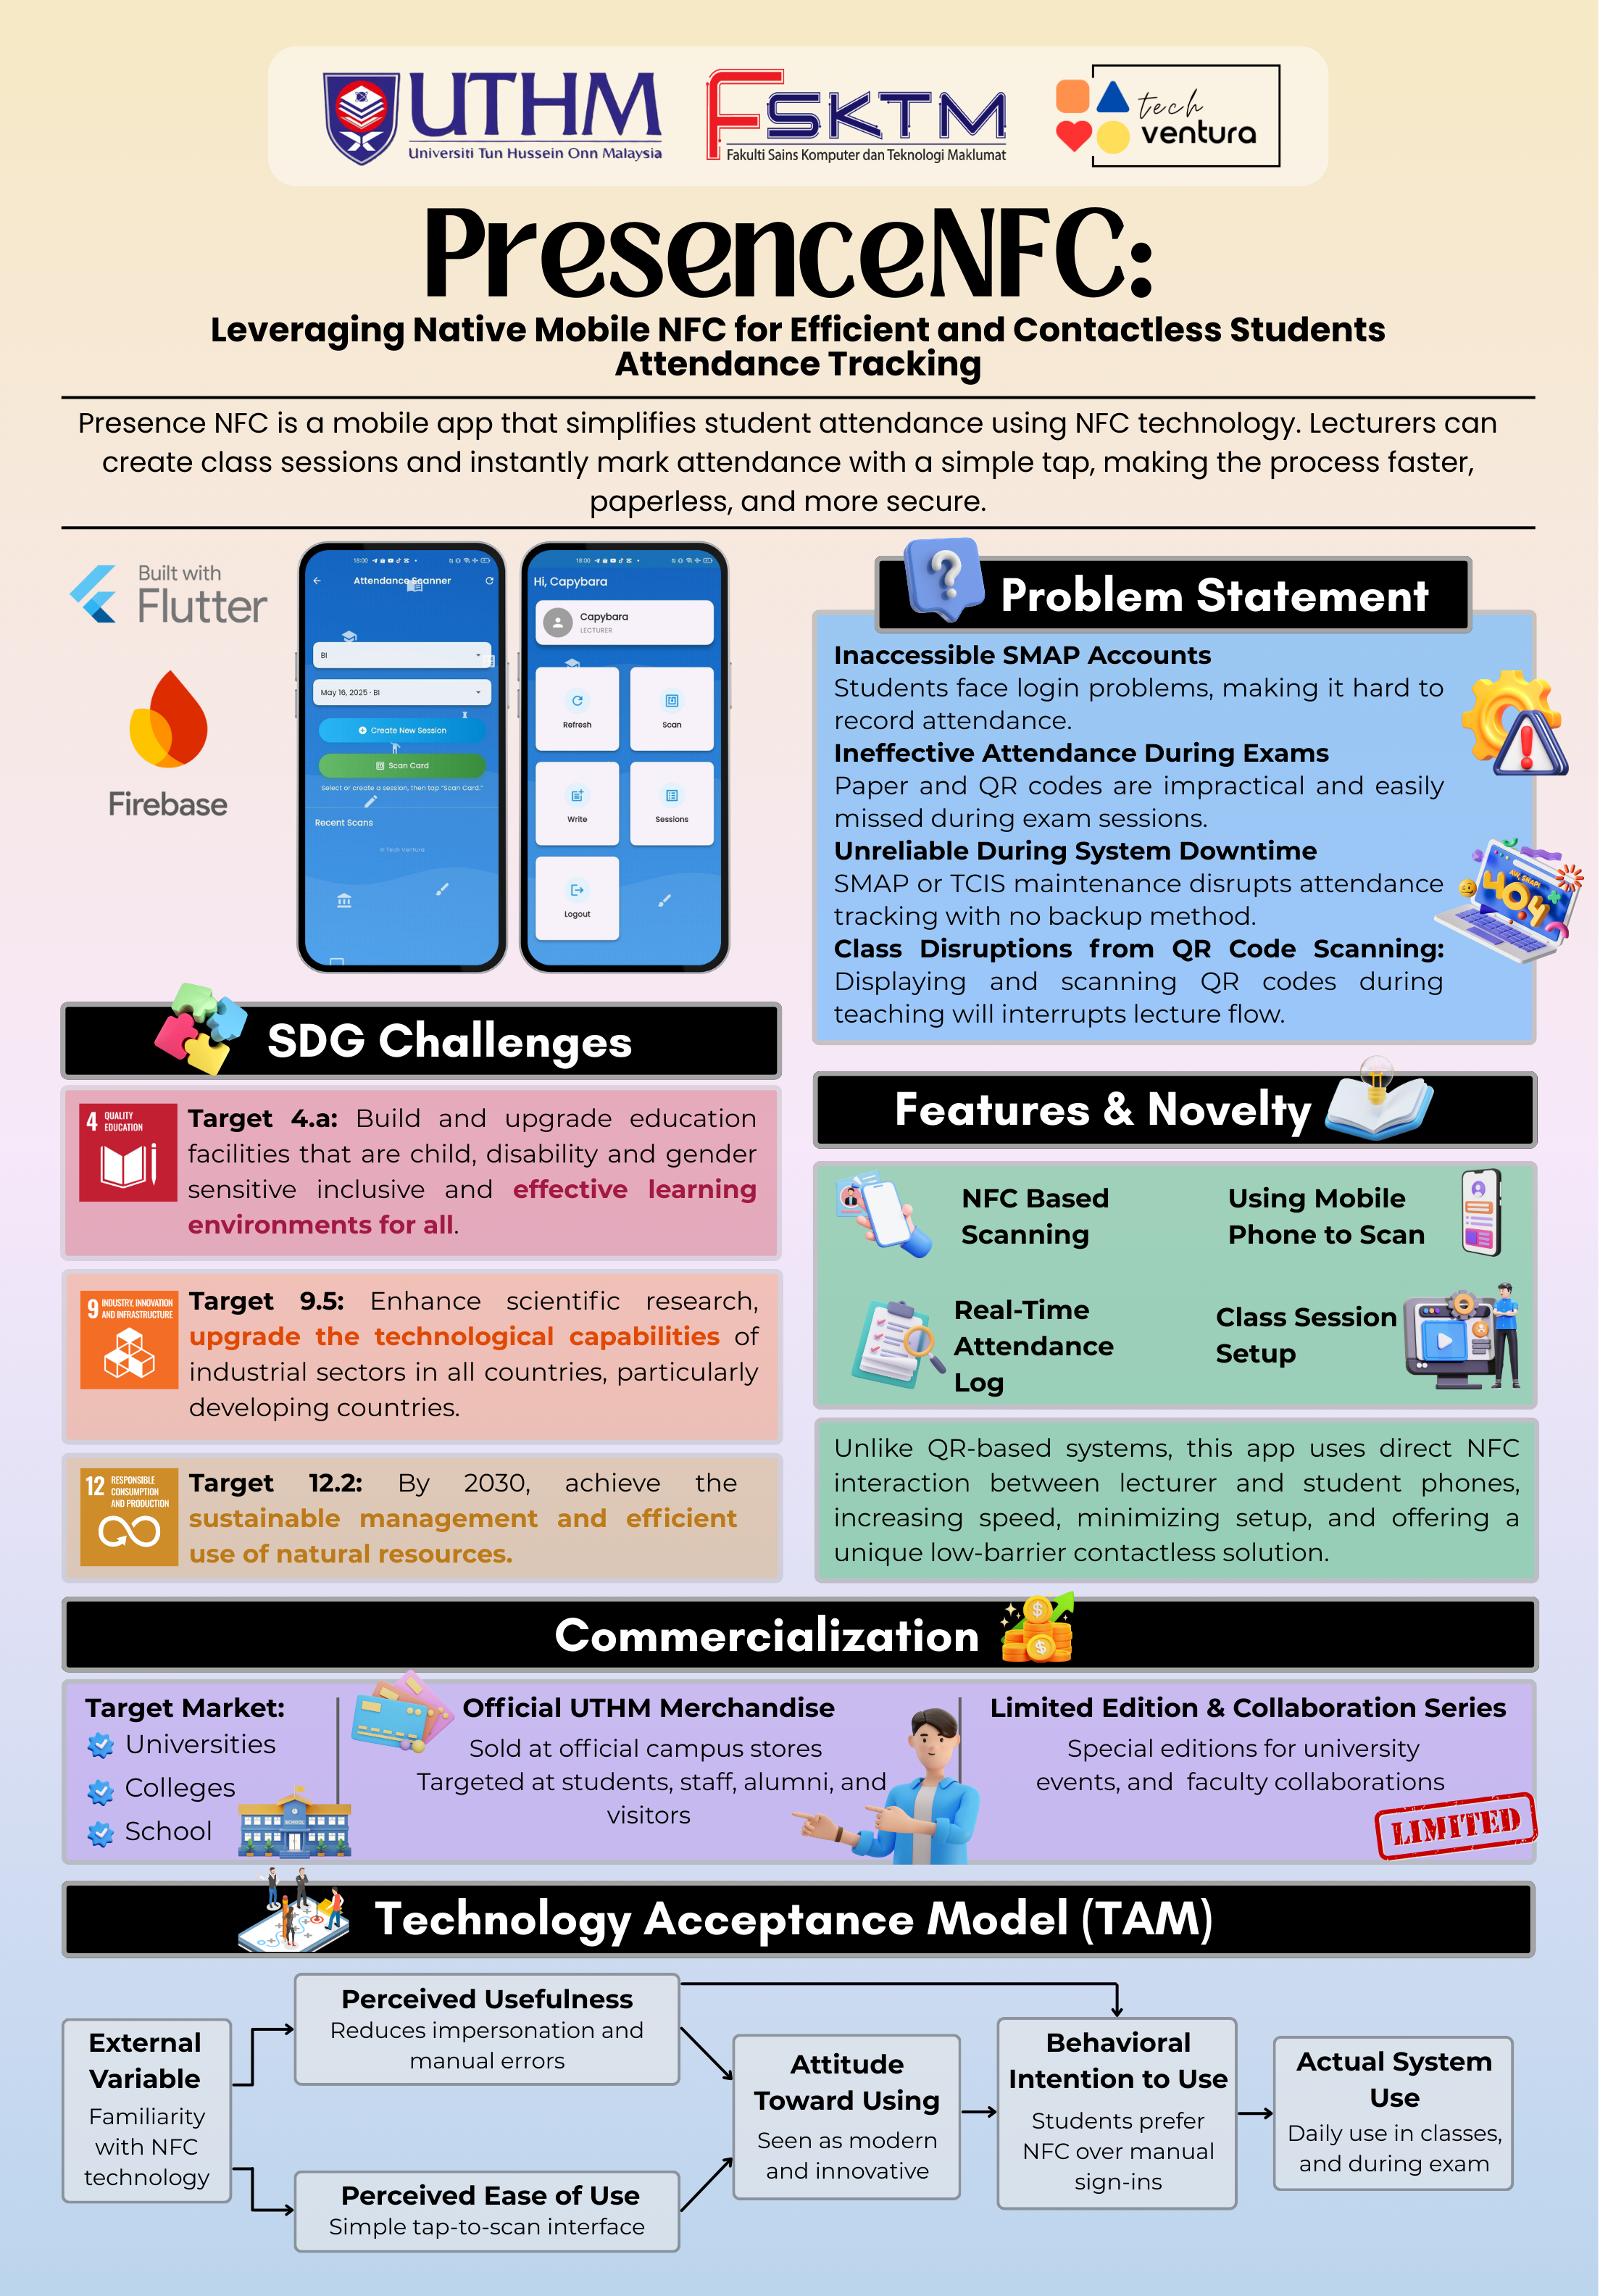 UTHM
Universiti Tun Hussein Onn Malaysia
FSKTM
Fakulti Sains Komputer dan Teknologi Maklumat
tech
ventura
PresenceNFC:
Leveraging Native Mobile NFC for Efficient and Contactless Students
Attendance Tracking
Presence NFC is a mobile app that simplifies student attendance using NFC technology. Lecturers can
create class sessions and instantly mark attendance with a simple tap, making the process faster,
paperless, and more secure.
Built with
Flutter
Firebase
18:00
Attendance Scanner
BI
May 16, 2025 · BI
Create New Session
Scan Card
Select or create a session, then tap "Scan Card."
Recent Scans
© Tech Ventura
18:00
Hi, Capybara
Capybara
LECTURER
Refresh
Scan
Write
Sessions
Logout
Problem Statement
Inaccessible SMAP Accounts
Students face login problems, making it hard to
record attendance.
Ineffective Attendance During Exams
Paper and QR codes are impractical and easily
missed during exam sessions.
Unreliable During System Downtime
SMAP or TCIS maintenance disrupts attendance
tracking with no backup method.
Class Disruptions from QR Code Scanning:
Displaying and scanning QR codes during
teaching will interrupts lecture flow.
AW, SNAP!
404
SDG Challenges
4 QUALITY
EDUCATION
Target 4.a: Build and upgrade education
facilities that are child, disability and gender
sensitive inclusive and effective learning
environments for all.
9 INDUSTRY, INNOVATION
AND INFRASTRUCTURE
Target 9.5: Enhance scientific research,
upgrade the technological capabilities of
industrial sectors in all countries, particularly
developing countries.
12 RESPONSIBLE
CONSUMPTION
AND PRODUCTION
Target 12.2: By 2030, achieve the
sustainable management and efficient
use of natural resources.
Features & Novelty
NFC Based
Scanning
Using Mobile
Phone to Scan
Real-Time
Attendance
Log
Class Session
Setup
Unlike QR-based systems, this app uses direct NFC
interaction between lecturer and student phones,
increasing speed, minimizing setup, and offering a
unique low-barrier contactless solution.
Commercialization
Target Market:
Universities
Colleges
School
SCHOOL
Official UTHM Merchandise
Sold at official campus stores
Targeted at students, staff, alumni, and
visitors
Limited Edition & Collaboration Series
Special editions for university
events, and faculty collaborations
LIMITED
Technology Acceptance Model (TAM)
External
Variable
Familiarity
with NFC
technology
Perceived Usefulness
Reduces impersonation and
manual errors
Perceived Ease of Use
Simple tap-to-scan interface
Attitude
Toward Using
Seen as modern
and innovative
Behavioral
Intention to Use
Students prefer
NFC over manual
sign-ins
Actual System
Use
Daily use in classes,
and during exam